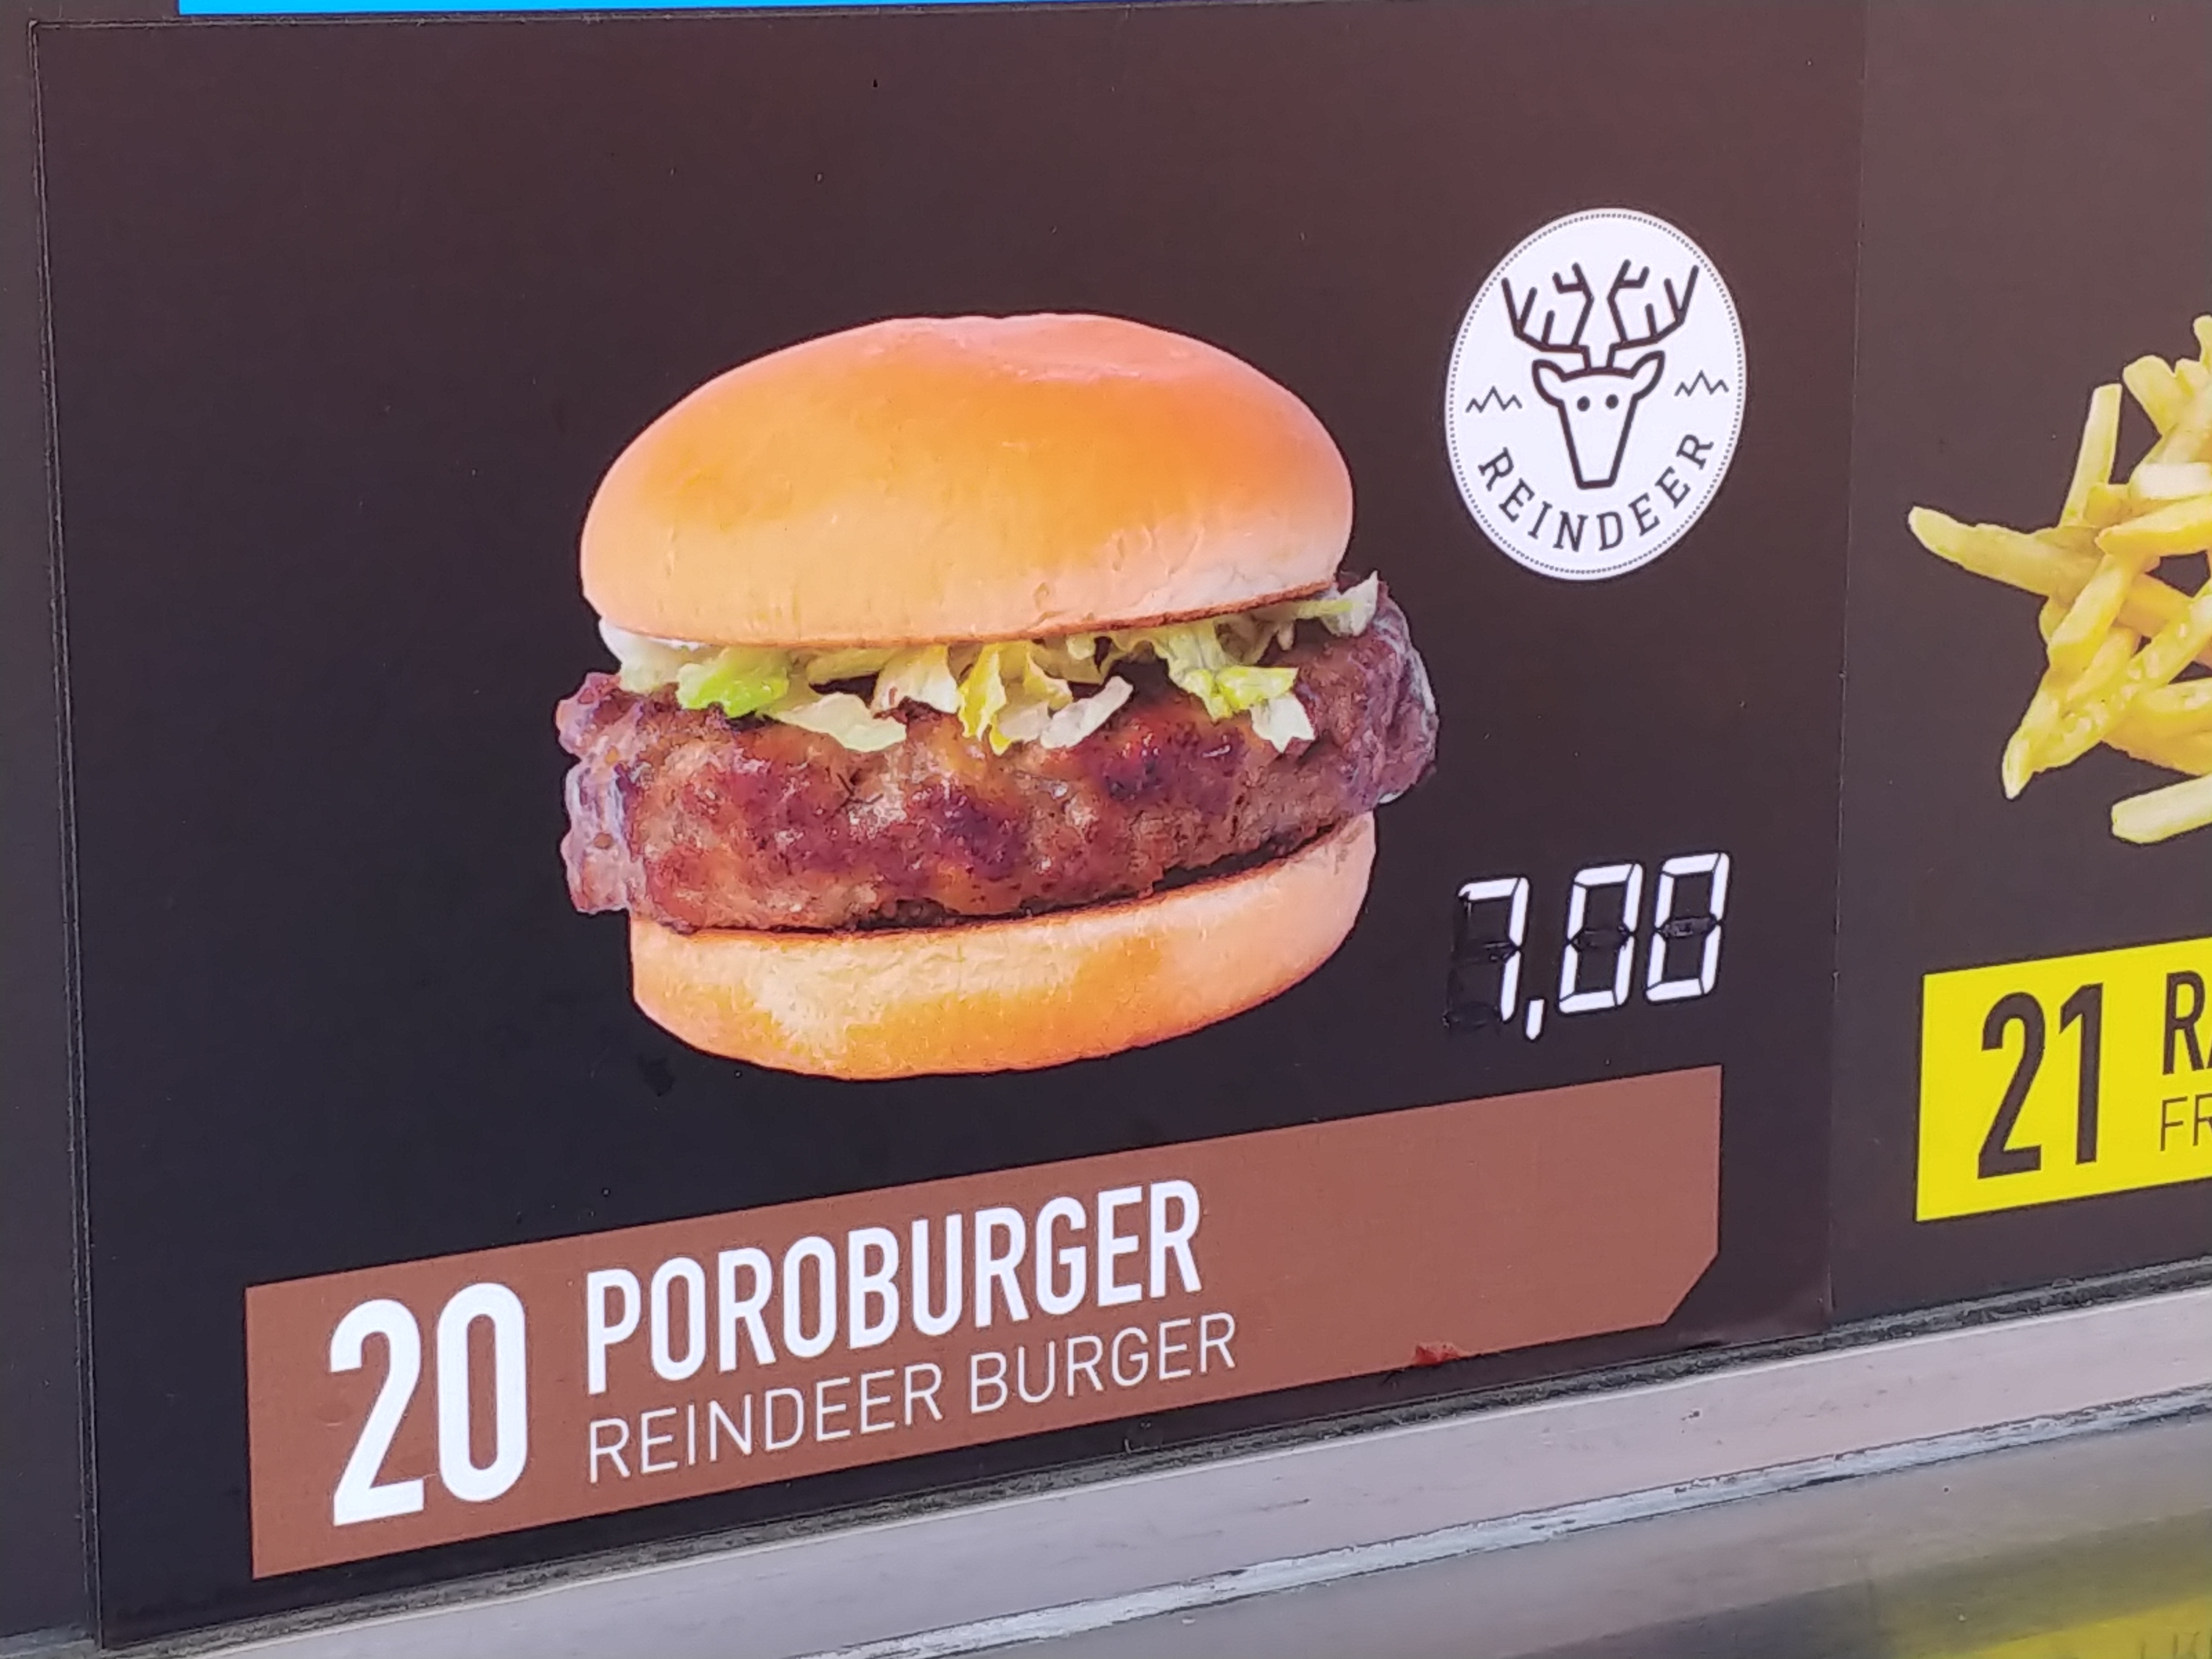 REINDEER
7,00
20 POROBURGER
REINDEER BURGER
21